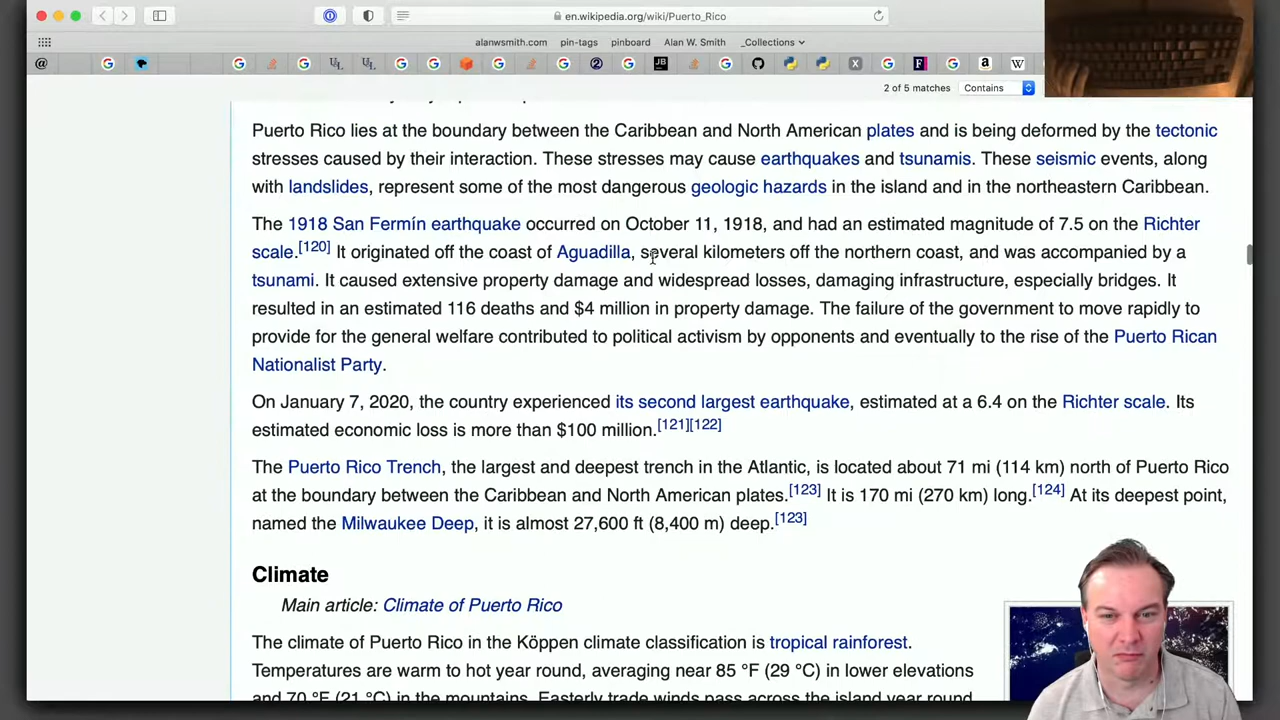 en.wikipedia.org/wiki/Puerto_Rico
alanwsmith.com pin-tags pinboard Alan W. Smith _Collections
2 of 5 matches Contains
Puerto Rico lies at the boundary between the Caribbean and North American plates and is being deformed by the tectonic
stresses caused by their interaction. These stresses may cause earthquakes and tsunamis. These seismic events, along
with landslides, represent some of the most dangerous geologic hazards in the island and in the northeastern Caribbean.
The 1918 San Fermín earthquake occurred on October 11, 1918, and had an estimated magnitude of 7.5 on the Richter
scale.[120] It originated off the coast of Aguadilla, several kilometers off the northern coast, and was accompanied by a
tsunami. It caused extensive property damage and widespread losses, damaging infrastructure, especially bridges. It
resulted in an estimated 116 deaths and $4 million in property damage. The failure of the government to move rapidly to
provide for the general welfare contributed to political activism by opponents and eventually to the rise of the Puerto Rican
Nationalist Party.
On January 7, 2020, the country experienced its second largest earthquake, estimated at a 6.4 on the Richter scale. Its
estimated economic loss is more than $100 million.[121][122]
The Puerto Rico Trench, the largest and deepest trench in the Atlantic, is located about 71 mi (114 km) north of Puerto Rico
at the boundary between the Caribbean and North American plates.[123] It is 170 mi (270 km) long.[124] At its deepest point,
named the Milwaukee Deep, it is almost 27,600 ft (8,400 m) deep.[123]
Climate
Main article: Climate of Puerto Rico
The climate of Puerto Rico in the Köppen climate classification is tropical rainforest.
Temperatures are warm to hot year round, averaging near 85 °F (29 °C) in lower elevations
and 70 °F (21 °C) in the mountains. Easterly trade winds pass across the island year round